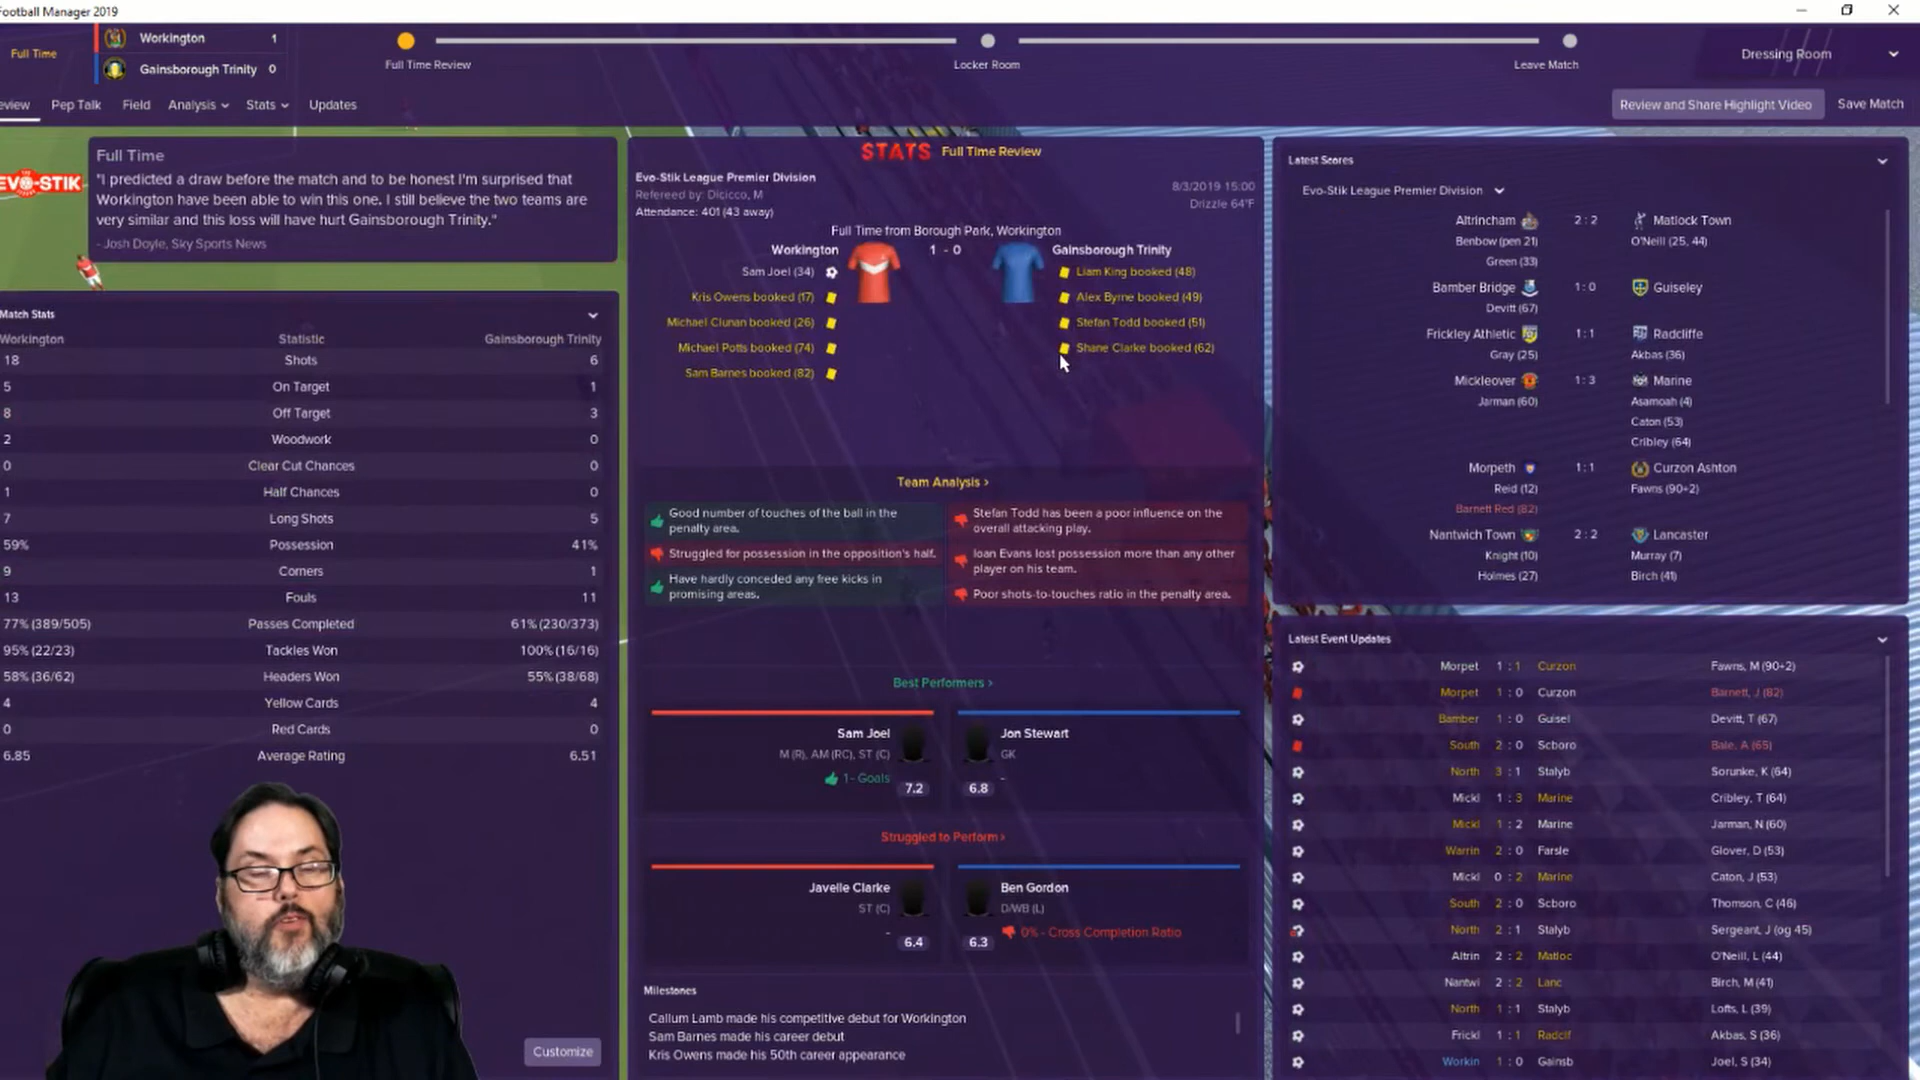 Football Manager 2019
Full Time
Workington 1
Gainsborough Trinity 0
Full Time Review
Locker Room
Leave Match
Dressing Room
eview Pep Talk Field Analysis Stats Updates
Review and Share Highlight Video Save Match
EVO-STIK
Full Time
"I predicted a draw before the match and to be honest I'm surprised that
Workington have been able to win this one. I still believe the two teams are
very similar and this loss will have hurt Gainsborough Trinity."
- Josh Doyle, Sky Sports News
Match Stats
Workington Statistic Gainsborough Trinity
18 Shots 6
5 On Target 1
8 Off Target 3
2 Woodwork 0
0 Clear Cut Chances 0
1 Half Chances 0
7 Long Shots 5
59% Possession 41%
9 Corners 1
13 Fouls 11
77% (389/505) Passes Completed 61% (230/373)
95% (22/23) Tackles Won 100% (16/16)
58% (36/62) Headers Won 55% (38/68)
4 Yellow Cards 4
0 Red Cards 0
6.85 Average Rating 6.51
Customize
STATS Full Time Review
Evo-Stik League Premier Division
Refereed by: Dicicco, M
Attendance: 401 (43 away)
8/3/2019 15:00
Drizzle 64°F
Full Time from Borough Park, Workington
Workington 1 - 0 Gainsborough Trinity
Sam Joel (34)
Kris Owens booked (17)
Michael Clunan booked (26)
Michael Potts booked (74)
Sam Barnes booked (82)
Liam King booked (48)
Alex Byrne booked (49)
Stefan Todd booked (51)
Shane Clarke booked (62)
Team Analysis >
Good number of touches of the ball in the
penalty area.
Struggled for possession in the opposition's half.
Have hardly conceded any free kicks in
promising areas.
Stefan Todd has been a poor influence on the
overall attacking play.
Ioan Evans lost possession more than any other
player on his team.
Poor shots-to-touches ratio in the penalty area.
Best Performers >
Sam Joel
M (R), AM (RC), ST (C)
1 - Goals
7.2
Jon Stewart
GK
-
6.8
Struggled to Perform >
Javelle Clarke
ST (C)
-
6.4
Ben Gordon
D/WB (L)
0% - Cross Completion Ratio
6.3
Milestones
Callum Lamb made his competitive debut for Workington
Sam Barnes made his career debut
Kris Owens made his 50th career appearance
Latest Scores
Evo-Stik League Premier Division
Altrincham 2 : 2 Matlock Town
Benbow (pen 21) O'Neill (25, 44)
Green (33)
Bamber Bridge 1 : 0 Guiseley
Devitt (67)
Frickley Athletic 1 : 1 Radcliffe
Gray (25) Akbas (36)
Mickleover 1 : 3 Marine
Jarman (60) Asamoah (4)
Caton (53)
Cribley (64)
Morpeth 1 : 1 Curzon Ashton
Reid (12) Fawns (90+2)
Barnett Red (82)
Nantwich Town 2 : 2 Lancaster
Knight (10) Murray (7)
Holmes (27) Birch (41)
Latest Event Updates
Morpet 1 : 1 Curzon Fawns, M (90+2)
Morpet 1 : 0 Curzon Barnett, J (82)
Bamber 1 : 0 Guisel Devitt, T (67)
South 2 : 0 Scboro Bale, A (65)
North 3 : 1 Stalyb Sorunke, K (64)
Mickl 1 : 3 Marine Cribley, T (64)
Mickl 1 : 2 Marine Jarman, N (60)
Warrin 2 : 0 Farsle Glover, D (53)
Mickl 0 : 2 Marine Caton, J (53)
South 2 : 0 Scboro Thomson, C (46)
North 2 : 1 Stalyb Sergeant, J (og 45)
Altrin 2 : 2 Matloc O'Neill, L (44)
Nantwi 2 : 2 Lanc Birch, M (41)
North 1 : 1 Stalyb Lofts, L (39)
Frickl 1 : 1 Radclf Akbas, S (36)
Workin 1 : 0 Gainsb Joel, S (34)